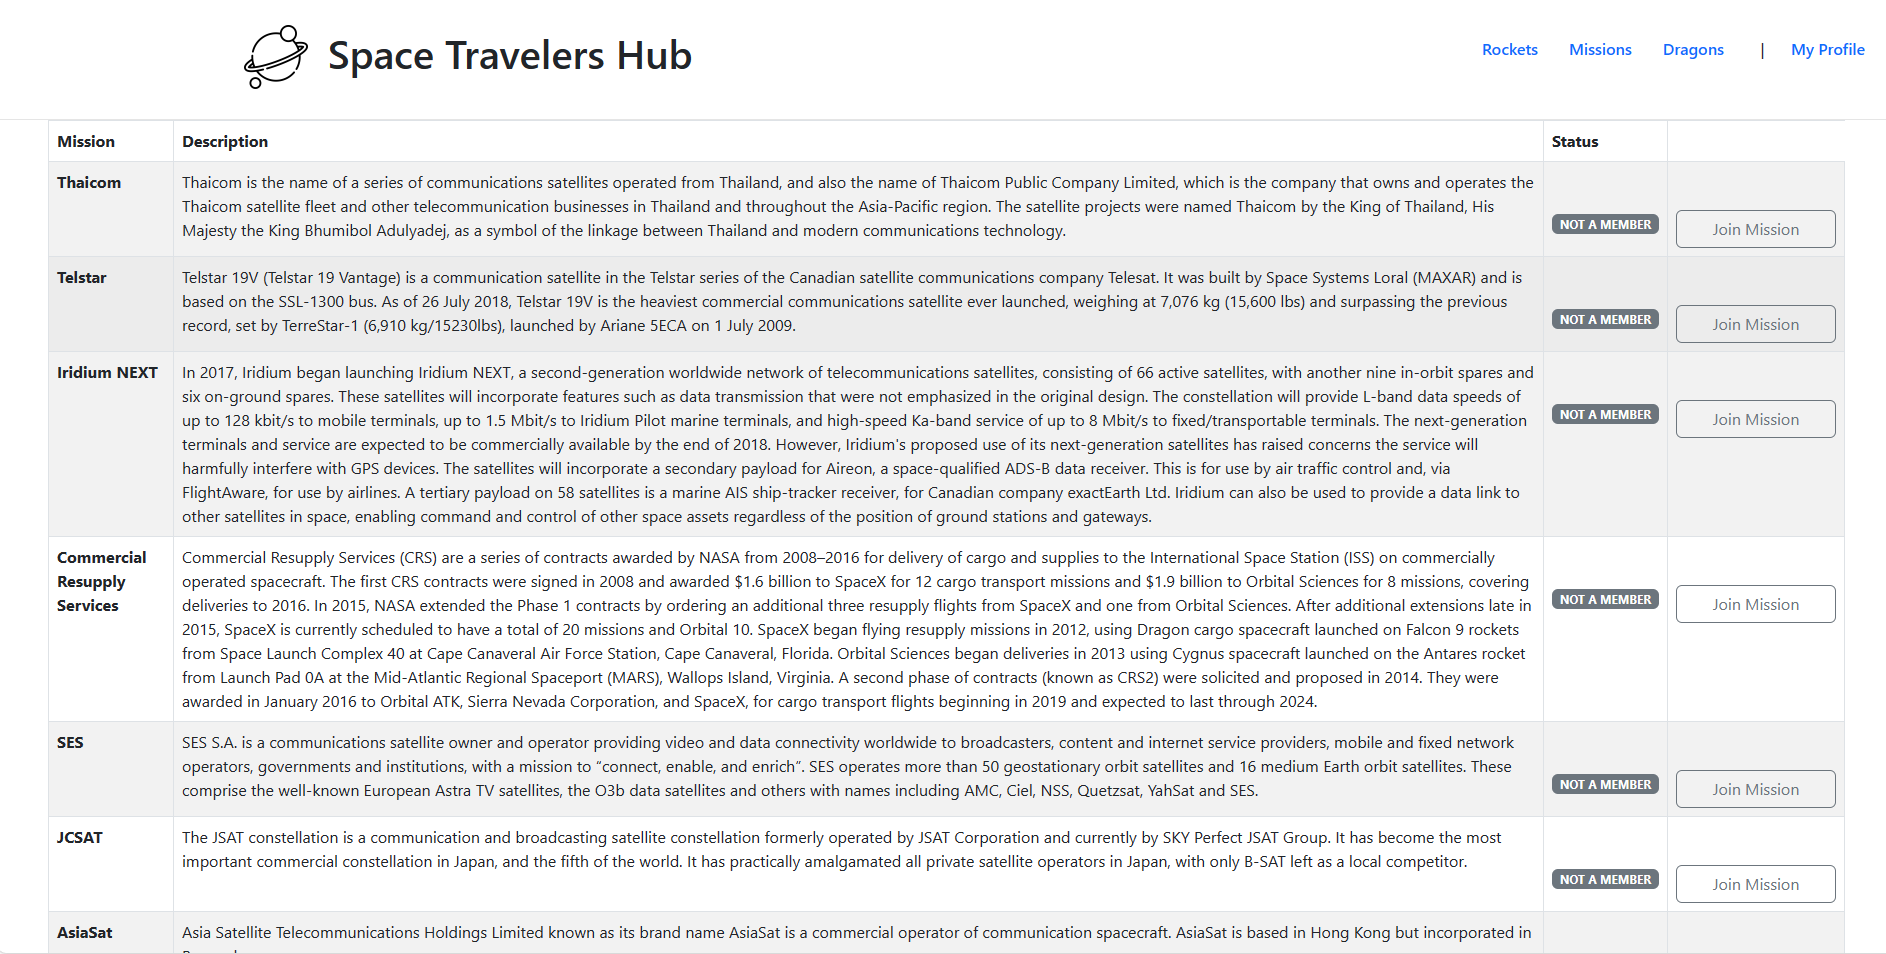 Space Travelers Hub
Rockets Missions Dragons | My Profile
Mission Description Status
Thaicom
Thaicom is the name of a series of communications satellites operated from Thailand, and also the name of Thaicom Public Company Limited, which is the company that owns and operates the
Thaicom satellite fleet and other telecommunication businesses in Thailand and throughout the Asia-Pacific region. The satellite projects were named Thaicom by the King of Thailand, His
Majesty the King Bhumibol Adulyadej, as a symbol of the linkage between Thailand and modern communications technology.
NOT A MEMBER
Join Mission
Telstar
Telstar 19V (Telstar 19 Vantage) is a communication satellite in the Telstar series of the Canadian satellite communications company Telesat. It was built by Space Systems Loral (MAXAR) and is
based on the SSL-1300 bus. As of 26 July 2018, Telstar 19V is the heaviest commercial communications satellite ever launched, weighing at 7,076 kg (15,600 lbs) and surpassing the previous
record, set by TerreStar-1 (6,910 kg/15230lbs), launched by Ariane 5ECA on 1 July 2009.
NOT A MEMBER
Join Mission
Iridium NEXT
In 2017, Iridium began launching Iridium NEXT, a second-generation worldwide network of telecommunications satellites, consisting of 66 active satellites, with another nine in-orbit spares and
six on-ground spares. These satellites will incorporate features such as data transmission that were not emphasized in the original design. The constellation will provide L-band data speeds of
up to 128 kbit/s to mobile terminals, up to 1.5 Mbit/s to Iridium Pilot marine terminals, and high-speed Ka-band service of up to 8 Mbit/s to fixed/transportable terminals. The next-generation
terminals and service are expected to be commercially available by the end of 2018. However, Iridium's proposed use of its next-generation satellites has raised concerns the service will
harmfully interfere with GPS devices. The satellites will incorporate a secondary payload for Aireon, a space-qualified ADS-B data receiver. This is for use by air traffic control and, via
FlightAware, for use by airlines. A tertiary payload on 58 satellites is a marine AIS ship-tracker receiver, for Canadian company exactEarth Ltd. Iridium can also be used to provide a data link to
other satellites in space, enabling command and control of other space assets regardless of the position of ground stations and gateways.
NOT A MEMBER
Join Mission
Commercial
Resupply
Services
Commercial Resupply Services (CRS) are a series of contracts awarded by NASA from 2008–2016 for delivery of cargo and supplies to the International Space Station (ISS) on commercially
operated spacecraft. The first CRS contracts were signed in 2008 and awarded $1.6 billion to SpaceX for 12 cargo transport missions and $1.9 billion to Orbital Sciences for 8 missions, covering
deliveries to 2016. In 2015, NASA extended the Phase 1 contracts by ordering an additional three resupply flights from SpaceX and one from Orbital Sciences. After additional extensions late in
2015, SpaceX is currently scheduled to have a total of 20 missions and Orbital 10. SpaceX began flying resupply missions in 2012, using Dragon cargo spacecraft launched on Falcon 9 rockets
from Space Launch Complex 40 at Cape Canaveral Air Force Station, Cape Canaveral, Florida. Orbital Sciences began deliveries in 2013 using Cygnus spacecraft launched on the Antares rocket
from Launch Pad 0A at the Mid-Atlantic Regional Spaceport (MARS), Wallops Island, Virginia. A second phase of contracts (known as CRS2) were solicited and proposed in 2014. They were
awarded in January 2016 to Orbital ATK, Sierra Nevada Corporation, and SpaceX, for cargo transport flights beginning in 2019 and expected to last through 2024.
NOT A MEMBER
Join Mission
SES
SES S.A. is a communications satellite owner and operator providing video and data connectivity worldwide to broadcasters, content and internet service providers, mobile and fixed network
operators, governments and institutions, with a mission to “connect, enable, and enrich”. SES operates more than 50 geostationary orbit satellites and 16 medium Earth orbit satellites. These
comprise the well-known European Astra TV satellites, the O3b data satellites and others with names including AMC, Ciel, NSS, Quetzsat, YahSat and SES.
NOT A MEMBER
Join Mission
JCSAT
The JSAT constellation is a communication and broadcasting satellite constellation formerly operated by JSAT Corporation and currently by SKY Perfect JSAT Group. It has become the most
important commercial constellation in Japan, and the fifth of the world. It has practically amalgamated all private satellite operators in Japan, with only B-SAT left as a local competitor.
NOT A MEMBER
Join Mission
AsiaSat
Asia Satellite Telecommunications Holdings Limited known as its brand name AsiaSat is a commercial operator of communication spacecraft. AsiaSat is based in Hong Kong but incorporated in